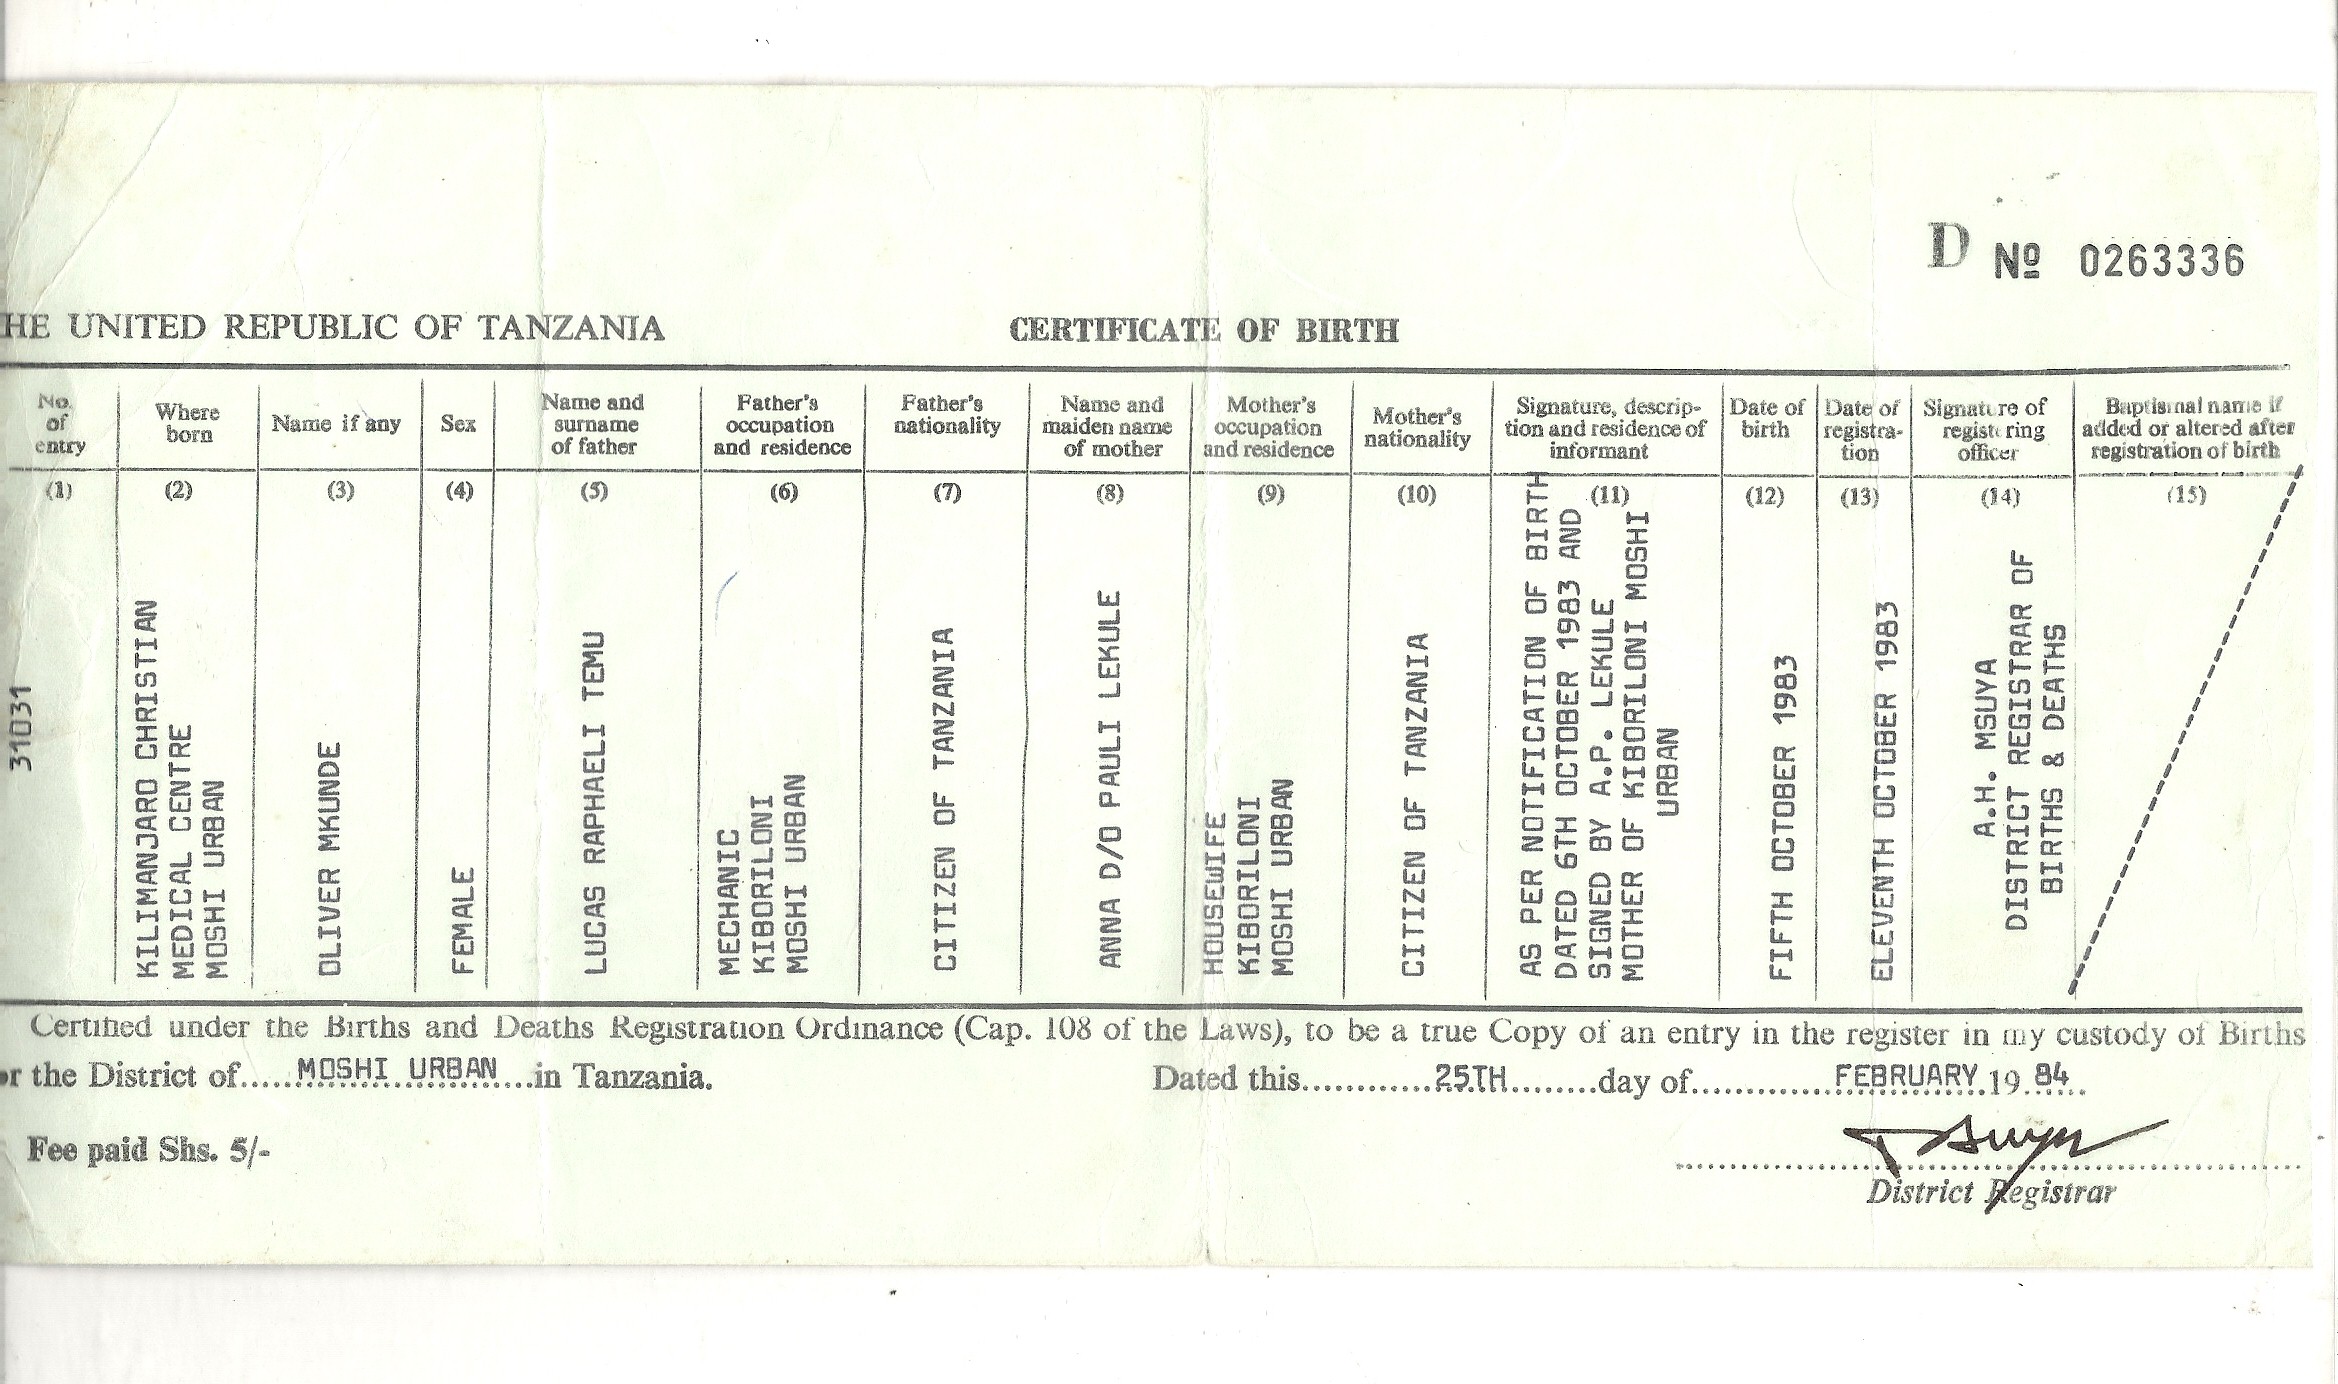 D Nº 0263336
HE UNITED REPUBLIC OF TANZANIA
CERTIFICATE OF BIRTH
No.
of
entry
(1)
31031
Where
born
(2)
KILIMANJARO CHRISTIAN
MEDICAL CENTRE
MOSHI URBAN
Name if any
(3)
OLIVER MKUNDE
Sex
(4)
FEMALE
Name and
surname
of father
(5)
LUCAS RAPHAELI TEMU
Father's
occupation
and residence
(6)
MECHANIC
KIBORILONI
MOSHI URBAN
Father's
nationality
(7)
CITIZEN OF TANZANIA
Name and
maiden name
of mother
(8)
ANNA D/O PAULI LEKULE
Mother's
occupation
and residence
(9)
HOUSEWIFE
KIBORILONI
MOSHI URBAN
Mother's
nationality
(10)
CITIZEN OF TANZANIA
Signature, descrip-
tion and residence of
informant
(11)
AS PER NOTIFICATION OF BIRTH
DATED 6TH OCTOBER 1983 AND
SIGNED BY A.P. LEKULE
MOTHER OF KIBORILONI MOSHI
URBAN
Date of
birth
(12)
FIFTH OCTOBER 1983
Date of
registra-
tion
(13)
ELEVENTH OCTOBER 1983
Signature of
registering
officer
(14)
A.H. MSUYA
DISTRICT REGISTRAR OF
BIRTHS & DEATHS
Baptismal name if
added or altered after
registration of birth
(15)
Certified under the Births and Deaths Registration Ordinance (Cap. 108 of the Laws), to be a true Copy of an entry in the register in my custody of Births
or the District of.....MOSHI URBAN...in Tanzania.
Dated this............25TH........day of..............FEBRUARY.19 84
Fee paid Shs. 5/-
District Registrar